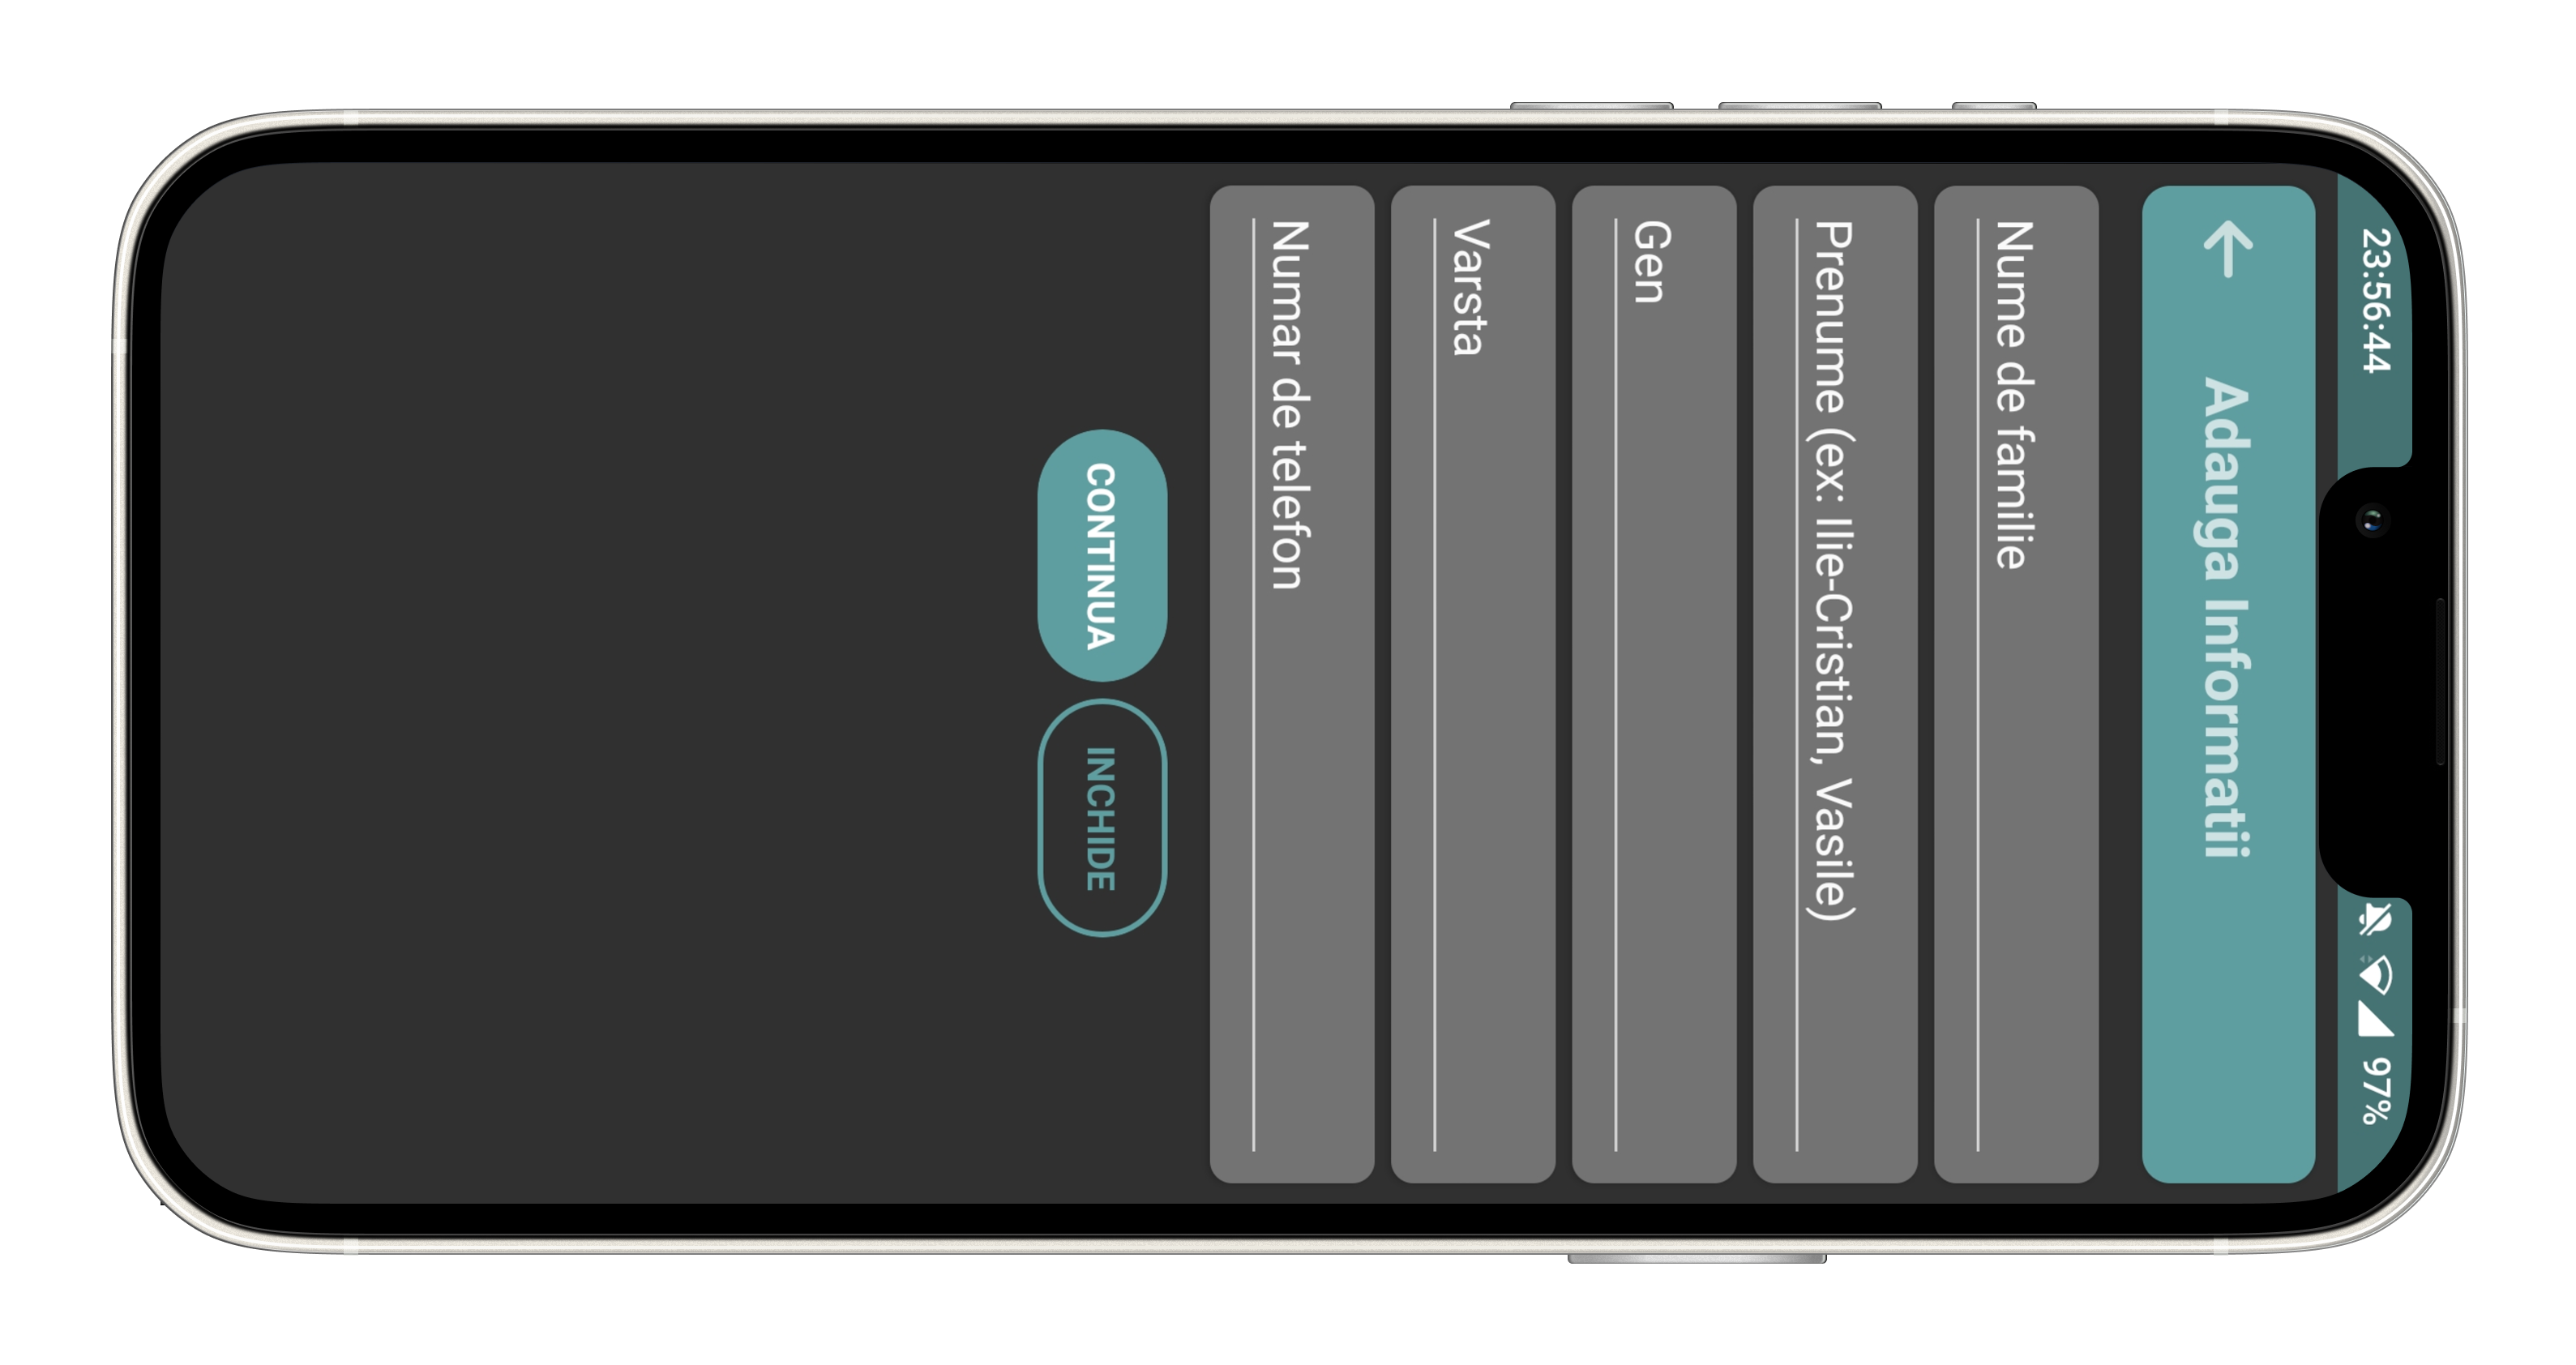 23:56:44 97%
Adauga Informatii
Nume de familie
Prenume (ex: Ilie-Cristian, Vasile)
Gen
Varsta
Numar de telefon
CONTINUA INCHIDE